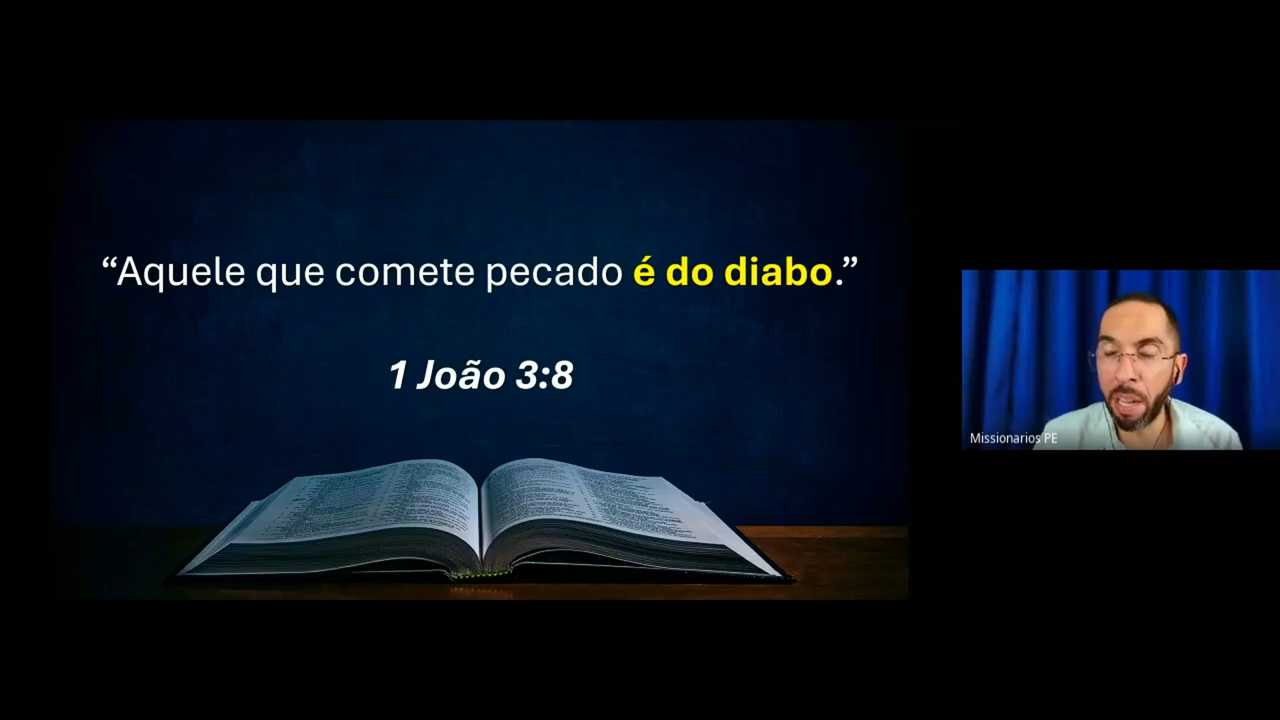 “Aquele que comete pecado é do diabo.”
1 João 3:8
Missionarios PE